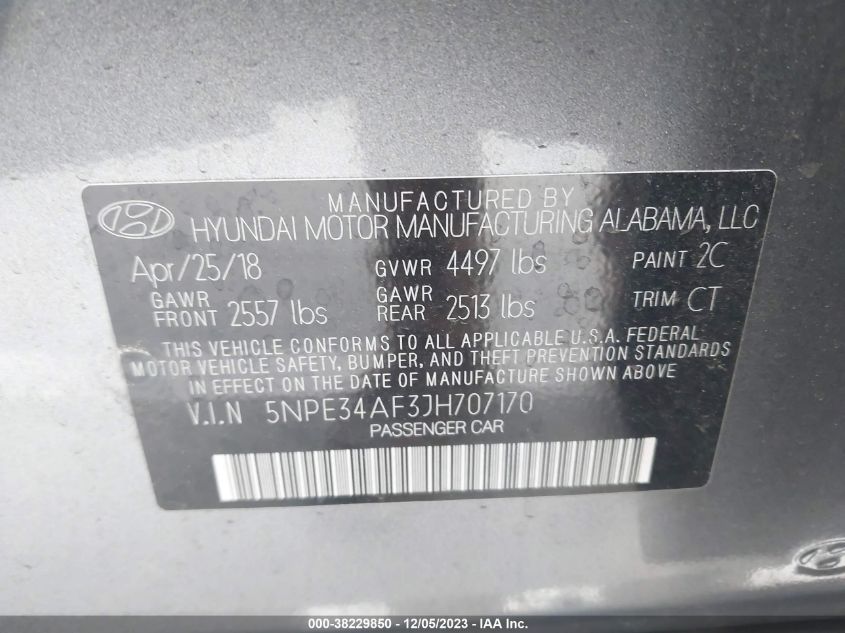 MANUFACTURED BY
HYUNDAI MOTOR MANUFACTURING ALABAMA, LLC
Apr/25/18 GVWR 4497 lbs PAINT 2C
GAWR FRONT 2557 lbs GAWR REAR 2513 lbs TRIM CT
THIS VEHICLE CONFORMS TO ALL APPLICABLE U.S.A. FEDERAL
MOTOR VEHICLE SAFETY, BUMPER, AND THEFT PREVENTION STANDARDS
IN EFFECT ON THE DATE OF MANUFACTURE SHOWN ABOVE.
V.I.N 5NPE34AF3JH707170
PASSENGER CAR
000-38229850 - 12/05/2023 - IAA Inc.